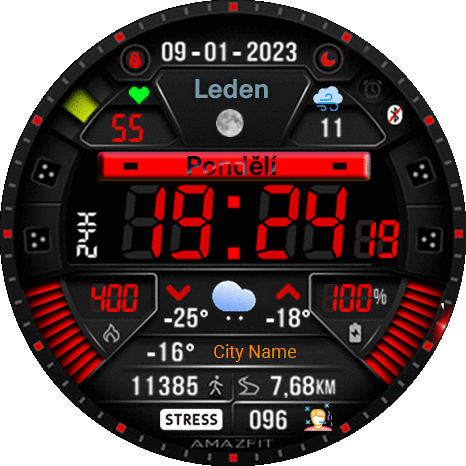 09-01-2023
Leden
55
11
Pondělí
24H
19:24 19
400
-25°
-18°
100%
-16° City Name
11385 7,68KM
STRESS 096
AMAZFIT